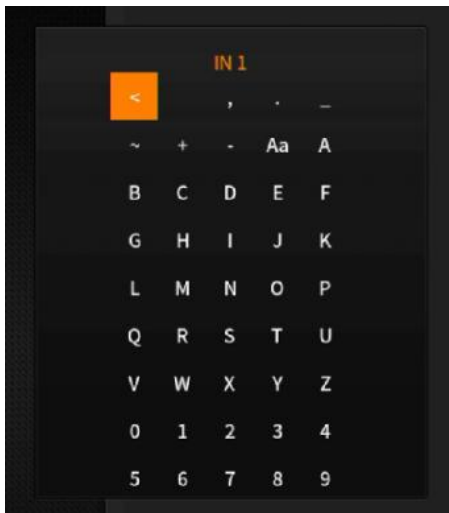 IN 1
< , . _
~ + - Aa A
B C D E F
G H I J K
L M N O P
Q R S T U
V W X Y Z
0 1 2 3 4
5 6 7 8 9